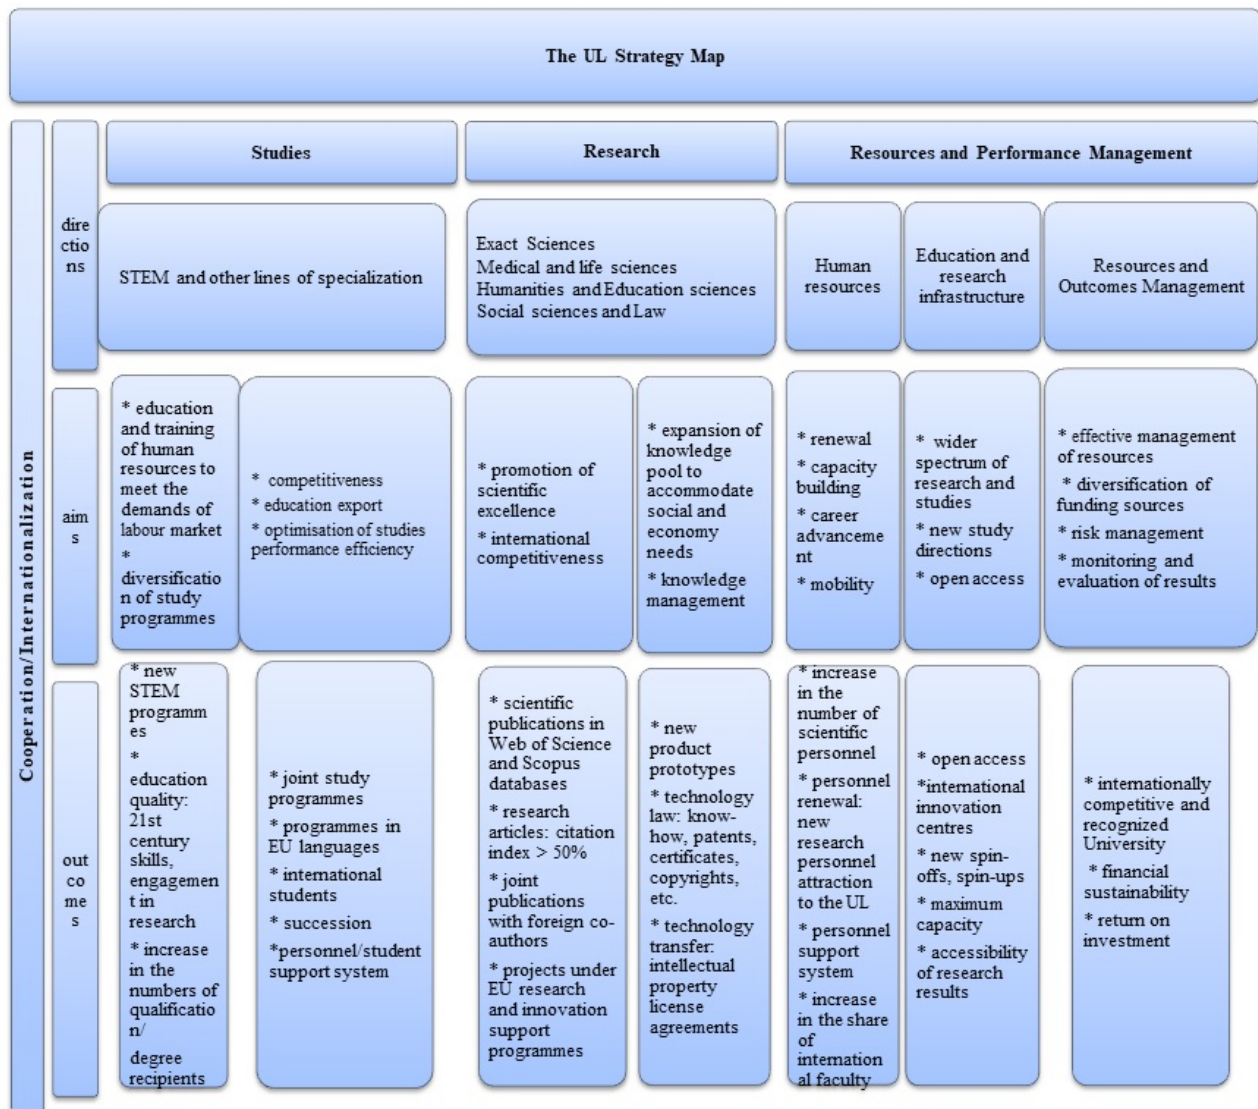 The UL Strategy Map
Cooperation/Internationalization
dire
ctio
ns
Studies
Research
Resources and Performance Management
STEM and other lines of specialization
Exact Sciences
Medical and life sciences
Humanities and Education sciences
Social sciences and Law
Human
resources
Education and
research
infrastructure
Resources and
Outcomes Management
aim
s
* education
and training
of human
resources to
meet the
demands of
labour market
*
diversificatio
n of study
programmes
* competitiveness
* education export
* optimisation of studies
performance efficiency
* promotion of
scientific
excellence
* international
competitiveness
* expansion of
knowledge
pool to
accommodate
social and
economy
needs
* knowledge
management
* renewal
* capacity
building
* career
advanceme
nt
* mobility
* wider
spectrum of
research and
studies
* new study
directions
* open access
* effective management
of resources
* diversification of
funding sources
* risk management
* monitoring and
evaluation of results
out
co
me
s
* new
STEM
programm
es
*
education
quality:
21st
century
skills,
engagemen
t in
research
* increase
in the
numbers of
qualificatio
n/
degree
recipients
* joint study
programmes
* programmes in
EU languages
* international
students
* succession
*personnel/student
support system
* scientific
publications in
Web of Science
and Scopus
databases
* research
articles: citation
index > 50%
* joint
publications
with foreign co-
authors
* projects under
EU research
and innovation
support
programmes
* new
product
prototypes
* technology
law: know-
how, patents,
certificates,
copyrights,
etc.
* technology
transfer:
intellectual
property
license
agreements
* increase
in the
number of
scientific
personnel
* personnel
renewal:
new
research
personnel
attraction
to the UL
* personnel
support
system
* increase
in the share
of
internation
al faculty
* open access
*international
innovation
centres
* new spin-
offs, spin-ups
* maximum
capacity
* accessibility
of research
results
* internationally
competitive and
recognized
University
* financial
sustainability
* return on
investment